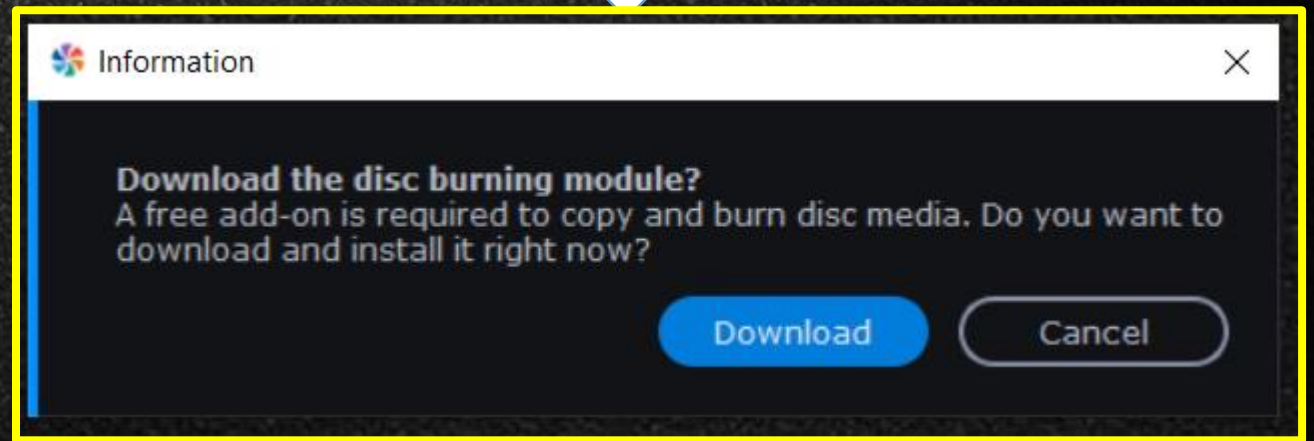 Information
Download the disc burning module?
A free add-on is required to copy and burn disc media. Do you want to
download and install it right now?
Download Cancel